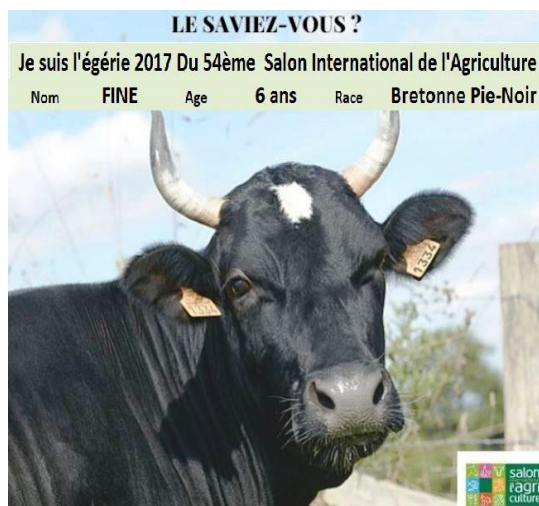 LE SAVIEZ-VOUS ?
Je suis l'égérie 2017 Du 54ème Salon International de l'Agriculture
Nom FINE Age 6 ans Race Bretonne Pie-Noir
1334
1334
salon
l'agri
culture